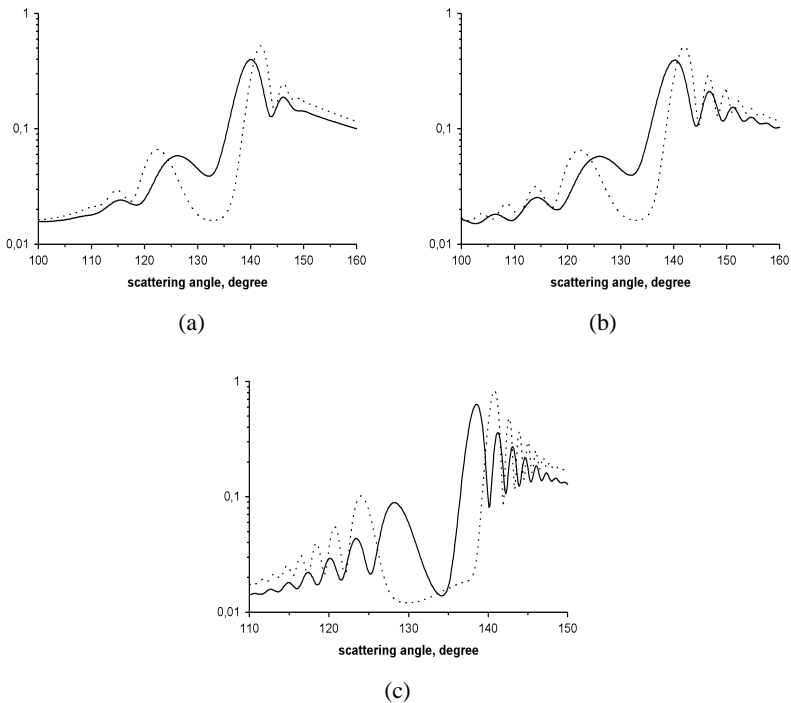 1
0,1
0,01
100 110 120 130 140 150 160
scattering angle, degree
(a)
1
0,1
0,01
100 110 120 130 140 150 160
scattering angle, degree
(b)
1
0,1
0,01
110 120 130 140 150
scattering angle, degree
(c)